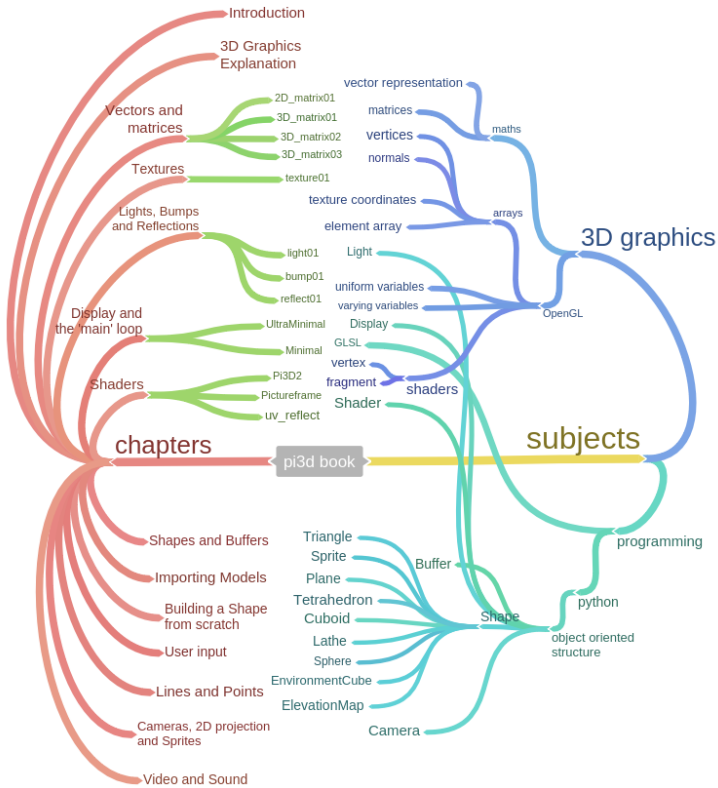 Introduction
3D Graphics
Explanation
Vectors and
matrices
2D_matrix01
3D_matrix01
3D_matrix02
3D_matrix03
Textures
texture01
Lights, Bumps
and Reflections
light01
bump01
reflect01
Display and
the 'main' loop
UltraMinimal
Minimal
Shaders
Pi3D2
Pictureframe
uv_reflect
chapters
pi3d book
Shapes and Buffers
Importing Models
Building a Shape
from scratch
User input
Lines and Points
Cameras, 2D projection
and Sprites
Video and Sound
subjects
3D graphics
maths
vector representation
matrices
OpenGL
arrays
vertices
normals
texture coordinates
element array
uniform variables
varying variables
shaders
vertex
fragment
programming
GLSL
python
object oriented
structure
Light
Display
Shader
Buffer
Shape
Triangle
Sprite
Plane
Tetrahedron
Cuboid
Lathe
Sphere
EnvironmentCube
ElevationMap
Camera